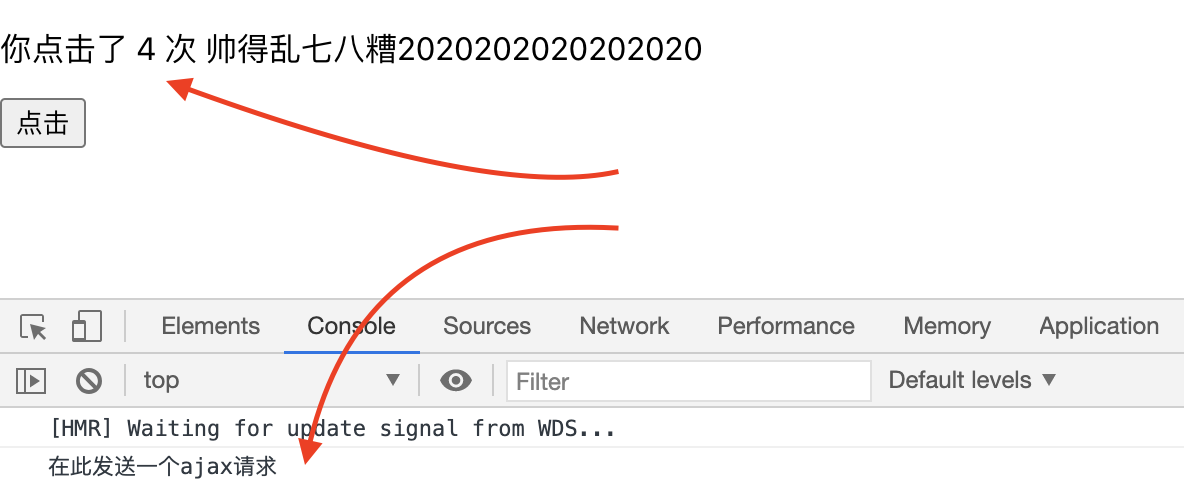 你点击了 4 次 帅得乱七八糟2020202020202020
点击
Elements Console Sources Network Performance Memory Application
top Filter Default levels
[HMR] Waiting for update signal from WDS...
在此发送一个ajax请求